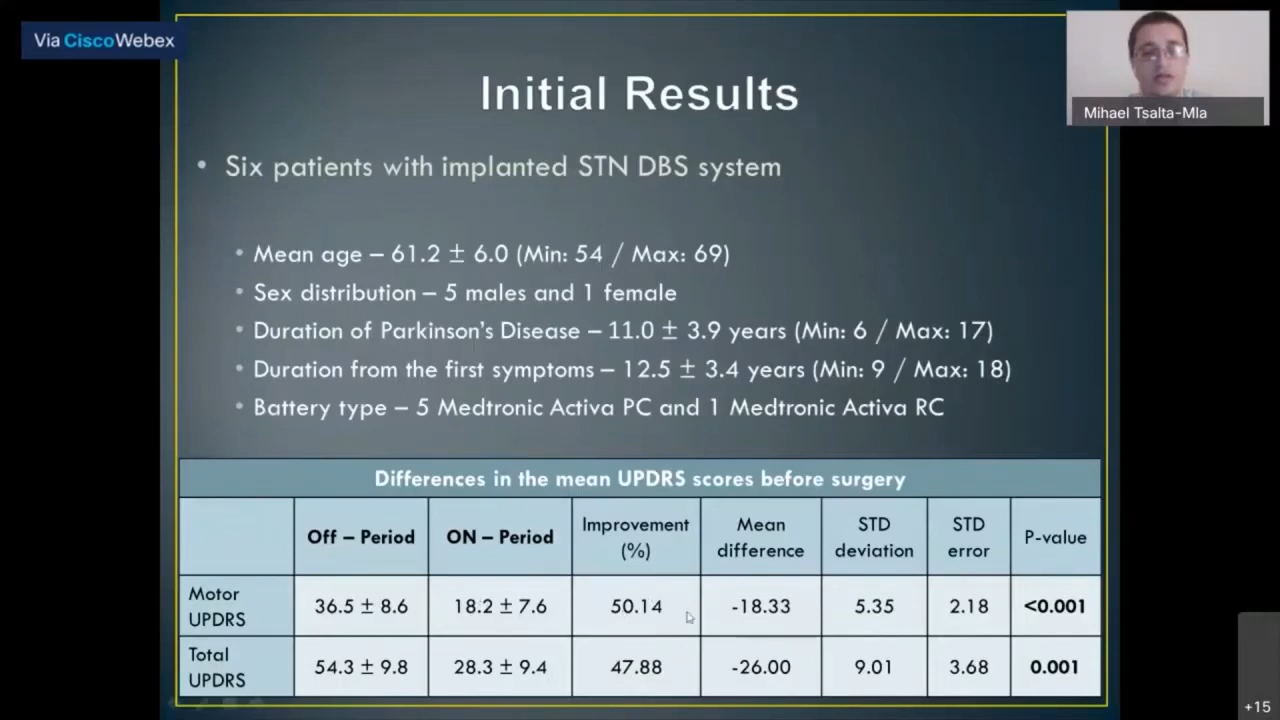 Via CiscoWebex
Mihael Tsalta-Mla
Initial Results
• Six patients with implanted STN DBS system
• Mean age – 61.2 ± 6.0 (Min: 54 / Max: 69)
• Sex distribution – 5 males and 1 female
• Duration of Parkinson's Disease – 11.0 ± 3.9 years (Min: 6 / Max: 17)
• Duration from the first symptoms – 12.5 ± 3.4 years (Min: 9 / Max: 18)
• Battery type – 5 Medtronic Activa PC and 1 Medtronic Activa RC
Differences in the mean UPDRS scores before surgery
Off – Period ON – Period Improvement (%) Mean difference STD deviation STD error P-value
Motor UPDRS 36.5 ± 8.6 18.2 ± 7.6 50.14 -18.33 5.35 2.18 <0.001
Total UPDRS 54.3 ± 9.8 28.3 ± 9.4 47.88 -26.00 9.01 3.68 0.001
+15